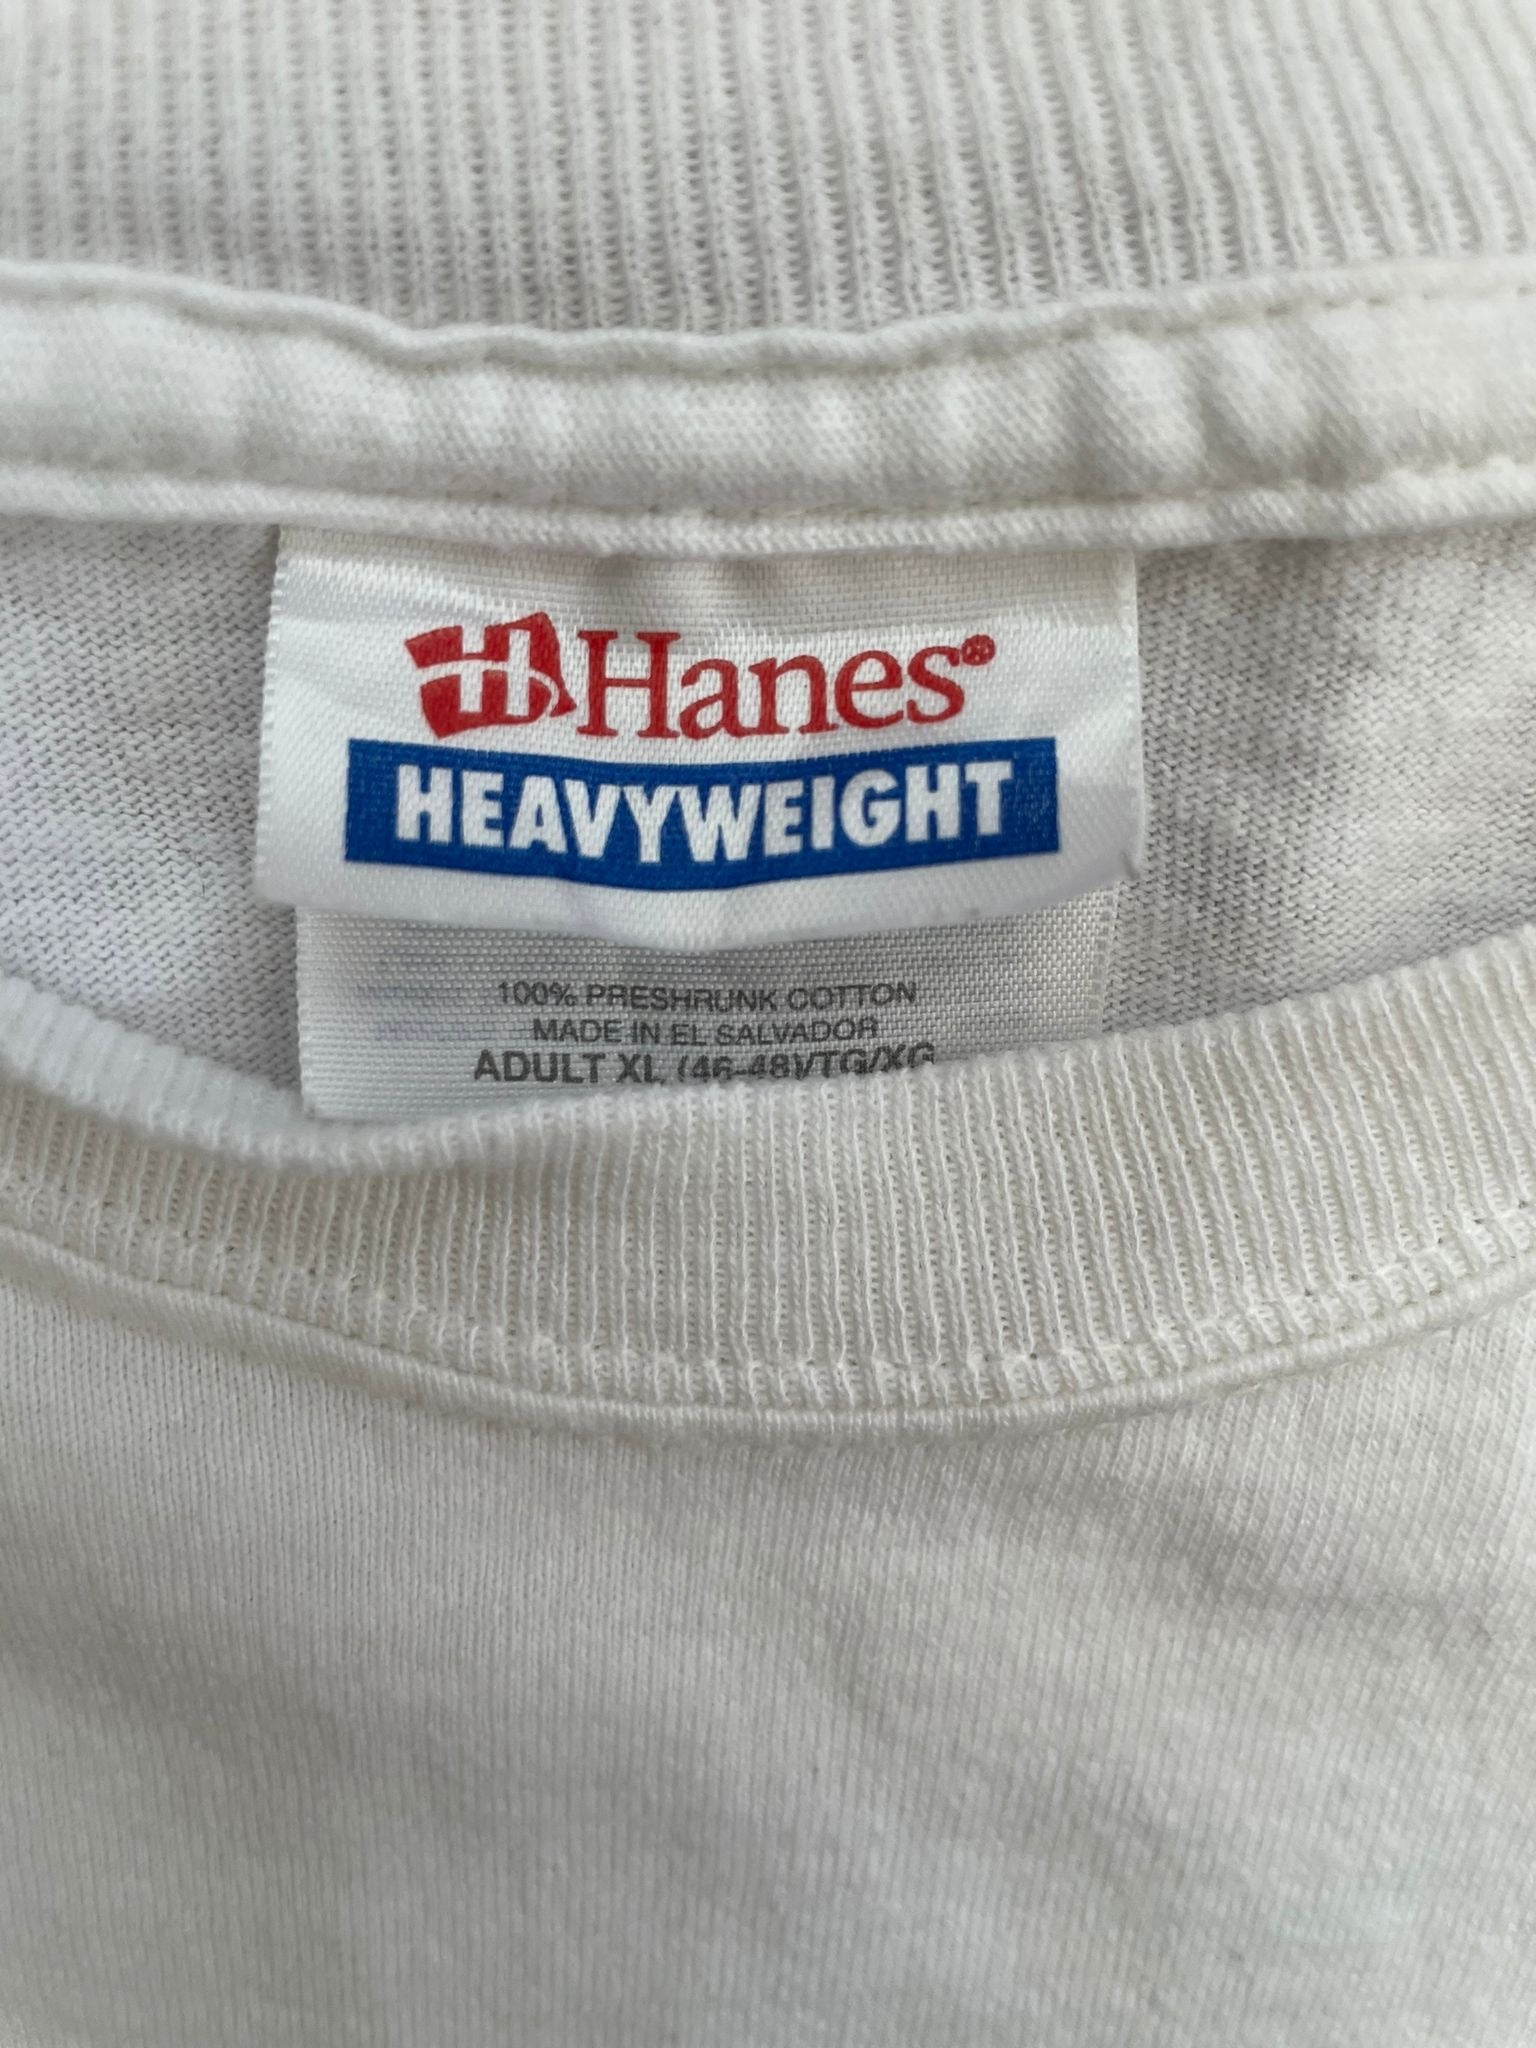 Hanes®
HEAVYWEIGHT
100% PRESHRUNK COTTON
MADE IN EL SALVADOR
ADULT XL (46-48)/TG/XG